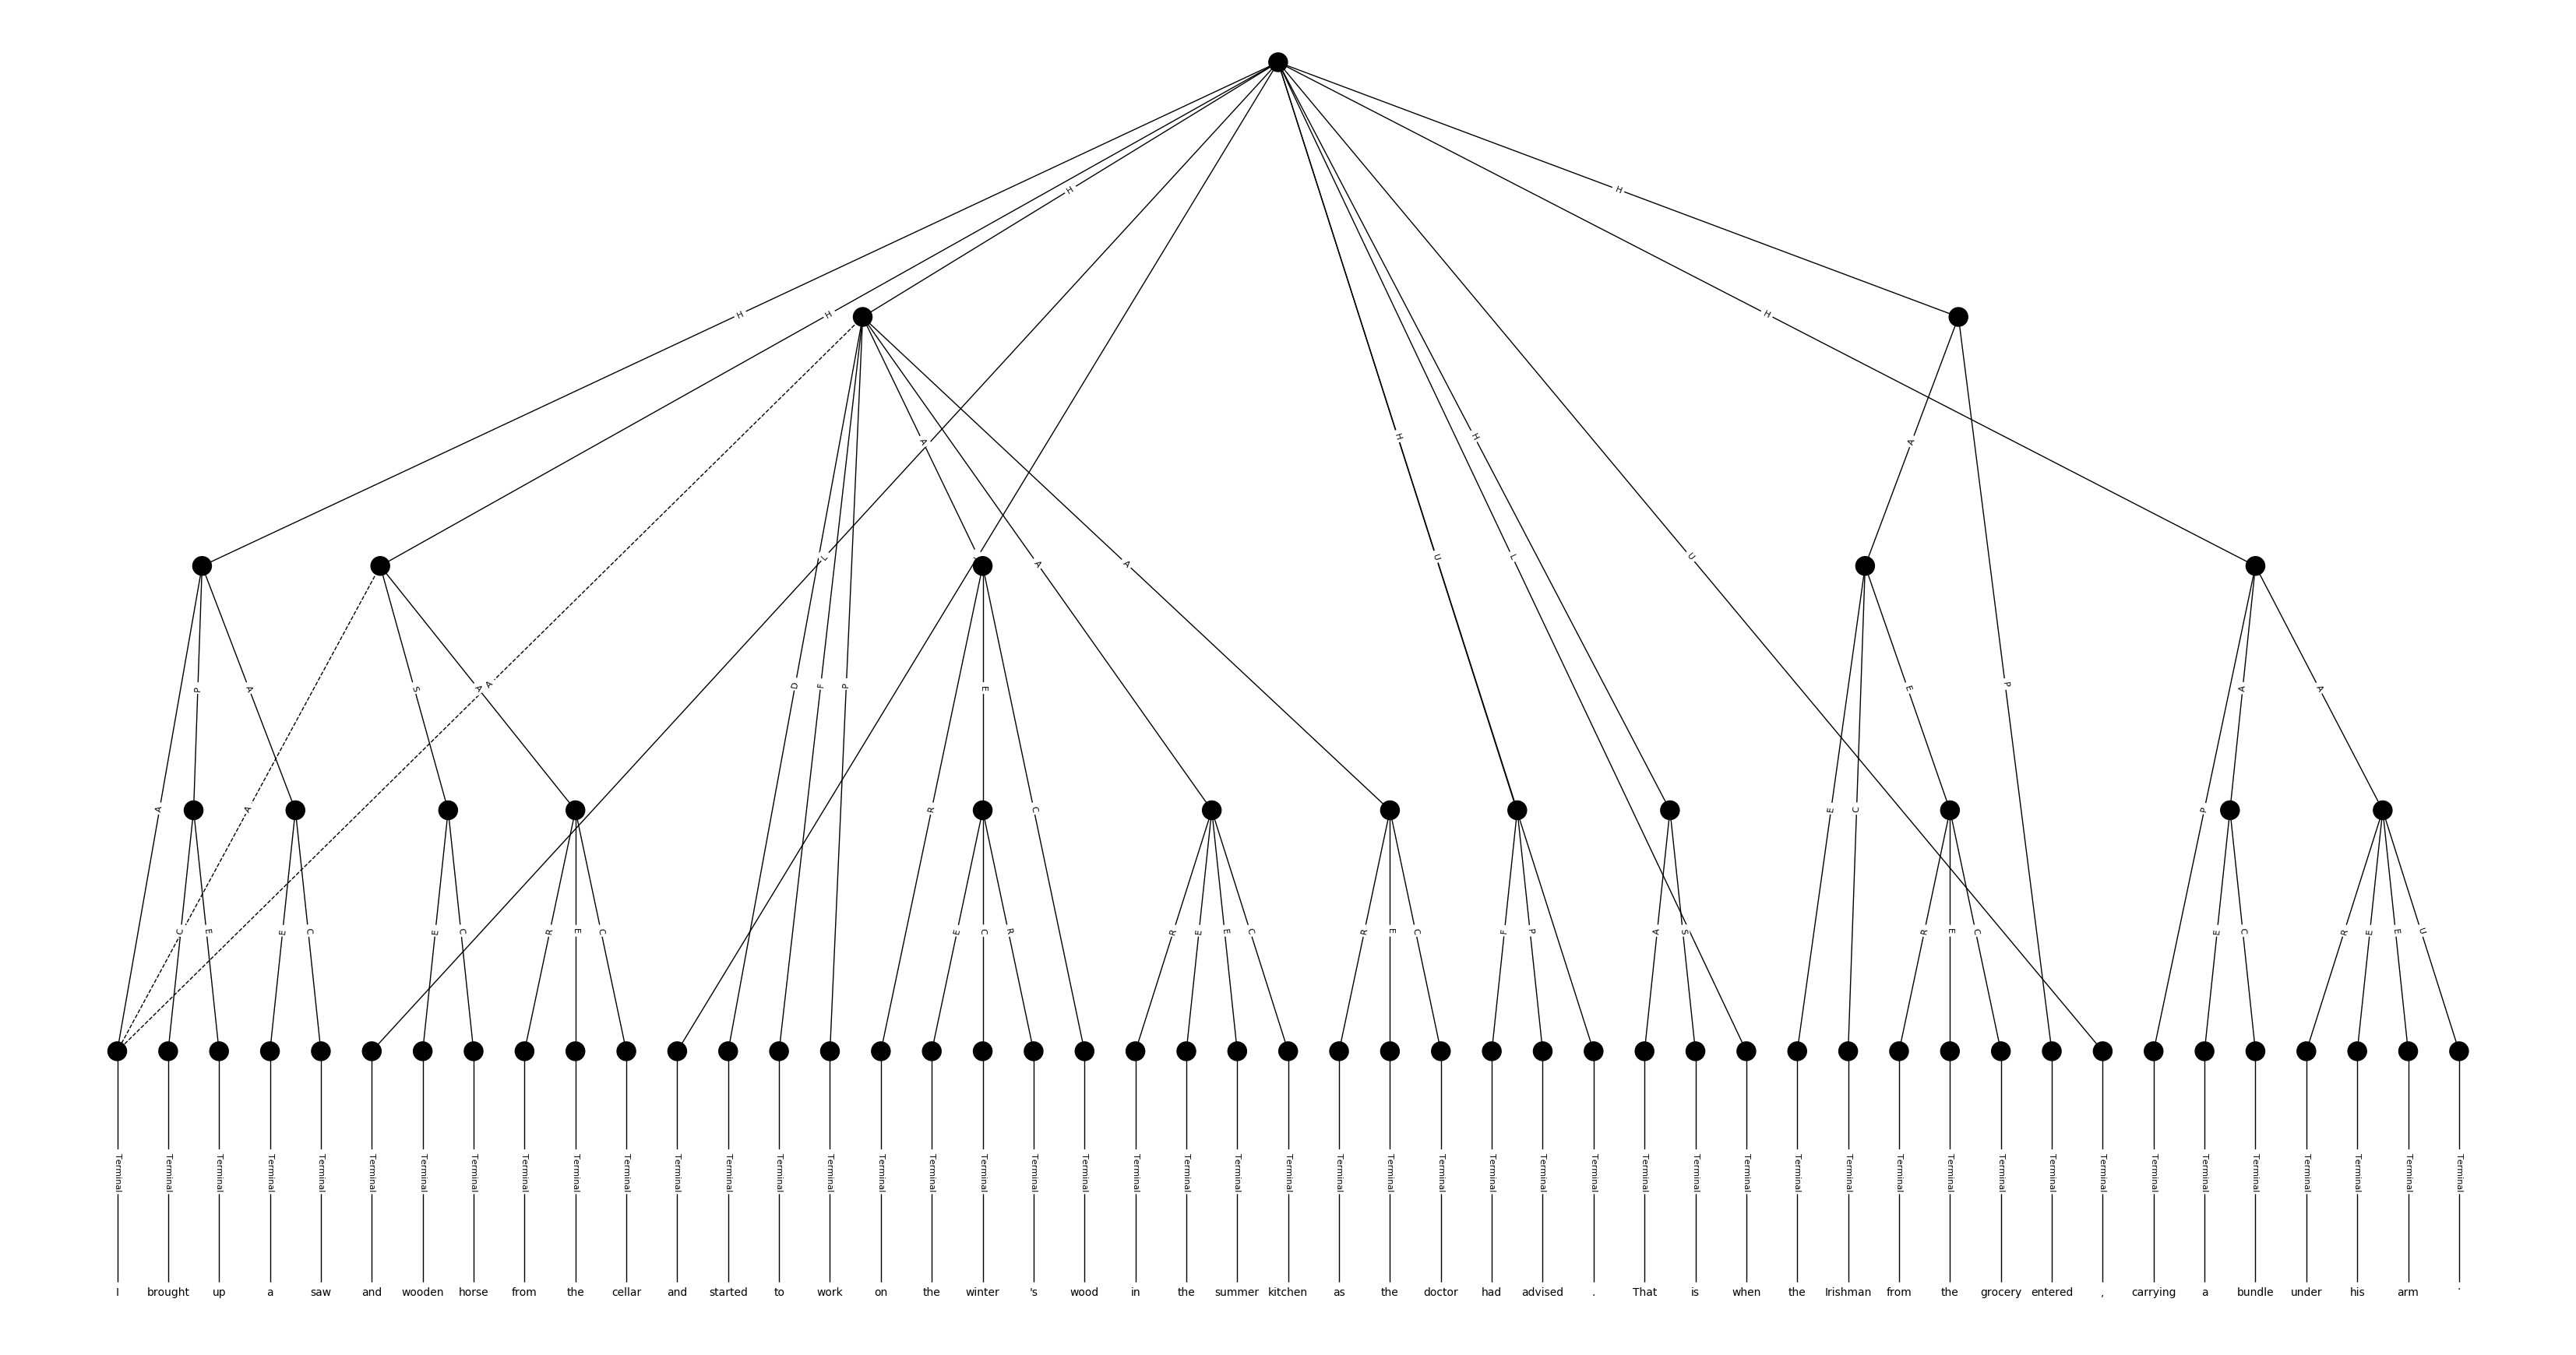 H
H
H
H
H
A
H
H
A
L
U
L
U
A
A
P
A
S
A
A
D
F
P
E
E
P
A
A
A
A
R
C
E
C
P
C
E
E
C
E
C
R
E
C
E
C
R
R
E
E
C
R
E
C
F
P
A
S
R
E
C
E
C
R
E
E
U
Terminal Terminal Terminal Terminal Terminal Terminal Terminal Terminal Terminal Terminal Terminal Terminal Terminal Terminal Terminal Terminal Terminal Terminal Terminal Terminal Terminal Terminal Terminal Terminal Terminal Terminal Terminal Terminal Terminal Terminal Terminal Terminal Terminal Terminal Terminal Terminal Terminal Terminal Terminal Terminal Terminal Terminal Terminal Terminal Terminal Terminal Terminal
I brought up a saw and wooden horse from the cellar and started to work on the winter 's wood in the summer kitchen as the doctor had advised . That is when the Irishman from the grocery entered , carrying a bundle under his arm .